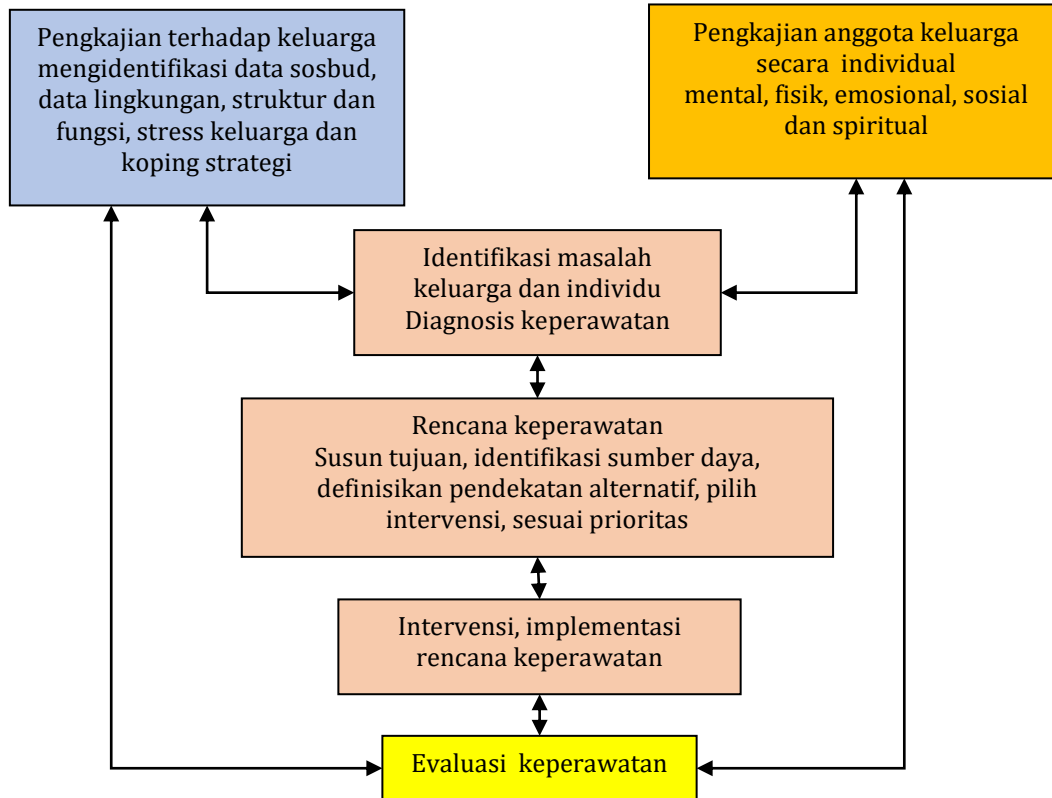 Pengkajian terhadap keluarga
mengidentifikasi data sosbud,
data lingkungan, struktur dan
fungsi, stress keluarga dan
koping strategi
Pengkajian anggota keluarga
secara individual
mental, fisik, emosional, sosial
dan spiritual
Identifikasi masalah
keluarga dan individu
Diagnosis keperawatan
Rencana keperawatan
Susun tujuan, identifikasi sumber daya,
definisikan pendekatan alternatif, pilih
intervensi, sesuai prioritas
Intervensi, implementasi
rencana keperawatan
Evaluasi keperawatan